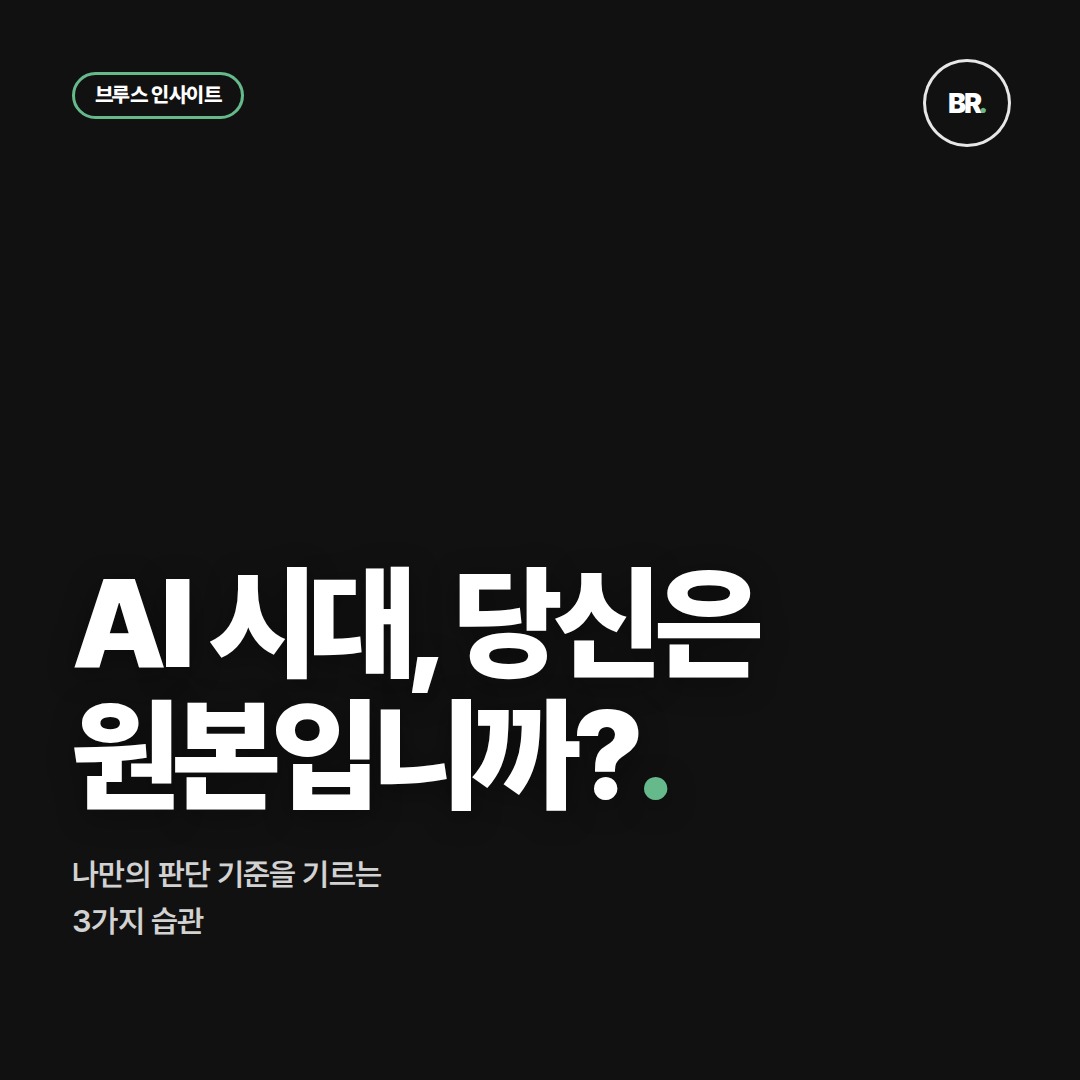 브루스 인사이트
BR.
AI 시대, 당신은
원본입니까?.
나만의 판단 기준을 기르는
3가지 습관